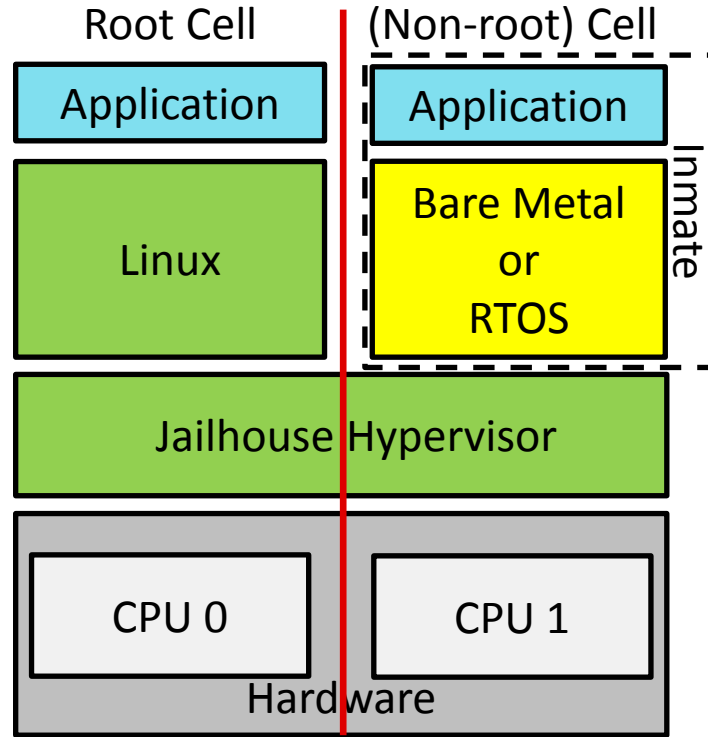 Root Cell
(Non-root) Cell
Application
Application
Inmate
Linux
Bare Metal
or
RTOS
Jailhouse Hypervisor
CPU 0
CPU 1
Hardware